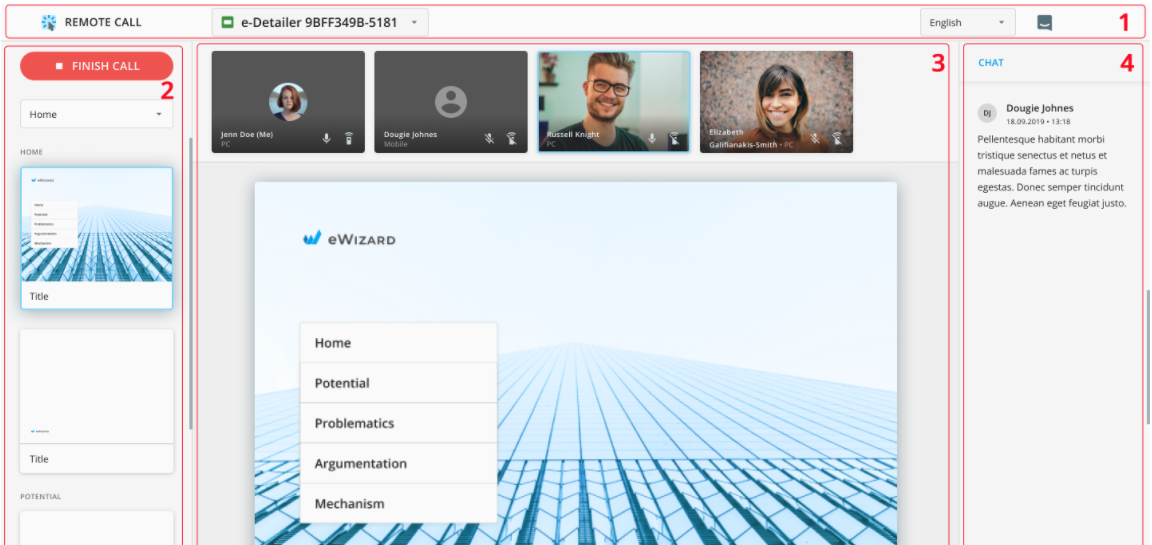 REMOTE CALL
e-Detailer 9BFF349B-5181
English
1
FINISH CALL
2
Home
HOME
eWizard
Home
Potential
Problematics
Argumentation
Mechanism
Title
Title
POTENTIAL
3
Jenn Doe (Me)
PC
Dougie Johnes
Mobile
Russell Knight
PC
Elizabeth
Galifianakis-Smith • PC
eWIZARD
Home
Potential
Problematics
Argumentation
Mechanism
CHAT
4
DJ
Dougie Johnes
18.09.2019 • 13:18
Pellentesque habitant morbi
tristique senectus et netus et
malesuada fames ac turpis
egestas. Donec semper tincidunt
augue. Aenean eget feugiat justo.